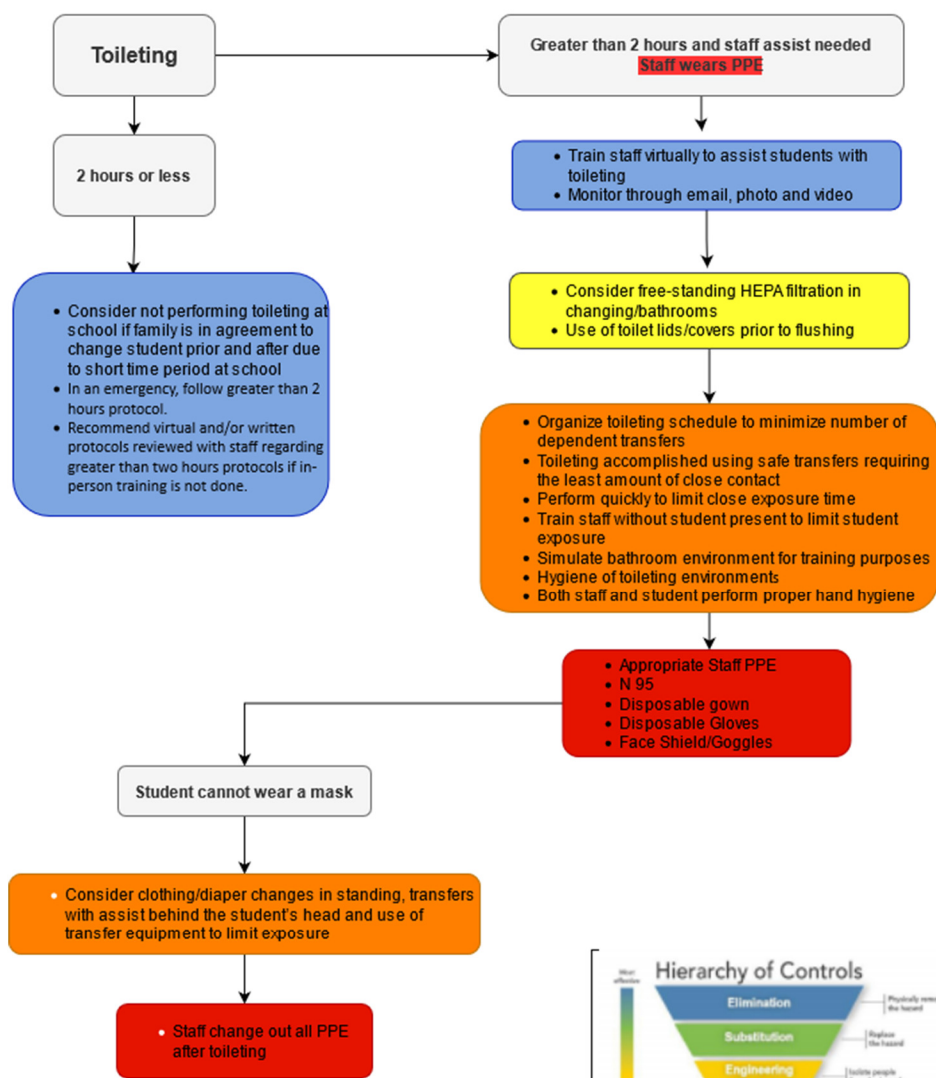 Toileting
Greater than 2 hours and staff assist needed
Staff wears PPE
2 hours or less
• Train staff virtually to assist students with
toileting
• Monitor through email, photo and video
• Consider not performing toileting at
school if family is in agreement to
change student prior and after due
to short time period at school
• In an emergency, follow greater than 2
hours protocol.
• Recommend virtual and/or written
protocols reviewed with staff regarding
greater than two hours protocols if in-
person training is not done.
• Consider free-standing HEPA filtration in
changing/bathrooms
• Use of toilet lids/covers prior to flushing
• Organize toileting schedule to minimize number of
dependent transfers
• Toileting accomplished using safe transfers requiring
the least amount of close contact
• Perform quickly to limit close exposure time
• Train staff without student present to limit student
exposure
• Simulate bathroom environment for training purposes
• Hygiene of toileting environments
• Both staff and student perform proper hand hygiene
• Appropriate Staff PPE
• N 95
• Disposable gown
• Disposable Gloves
• Face Shield/Goggles
Student cannot wear a mask
• Consider clothing/diaper changes in standing, transfers
with assist behind the student's head and use of
transfer equipment to limit exposure
• Staff change out all PPE
after toileting
Hierarchy of Controls
Most
effective
Elimination
Physically
the hazard
Substitution
Replace
the hazard
Engineering
Isolate people